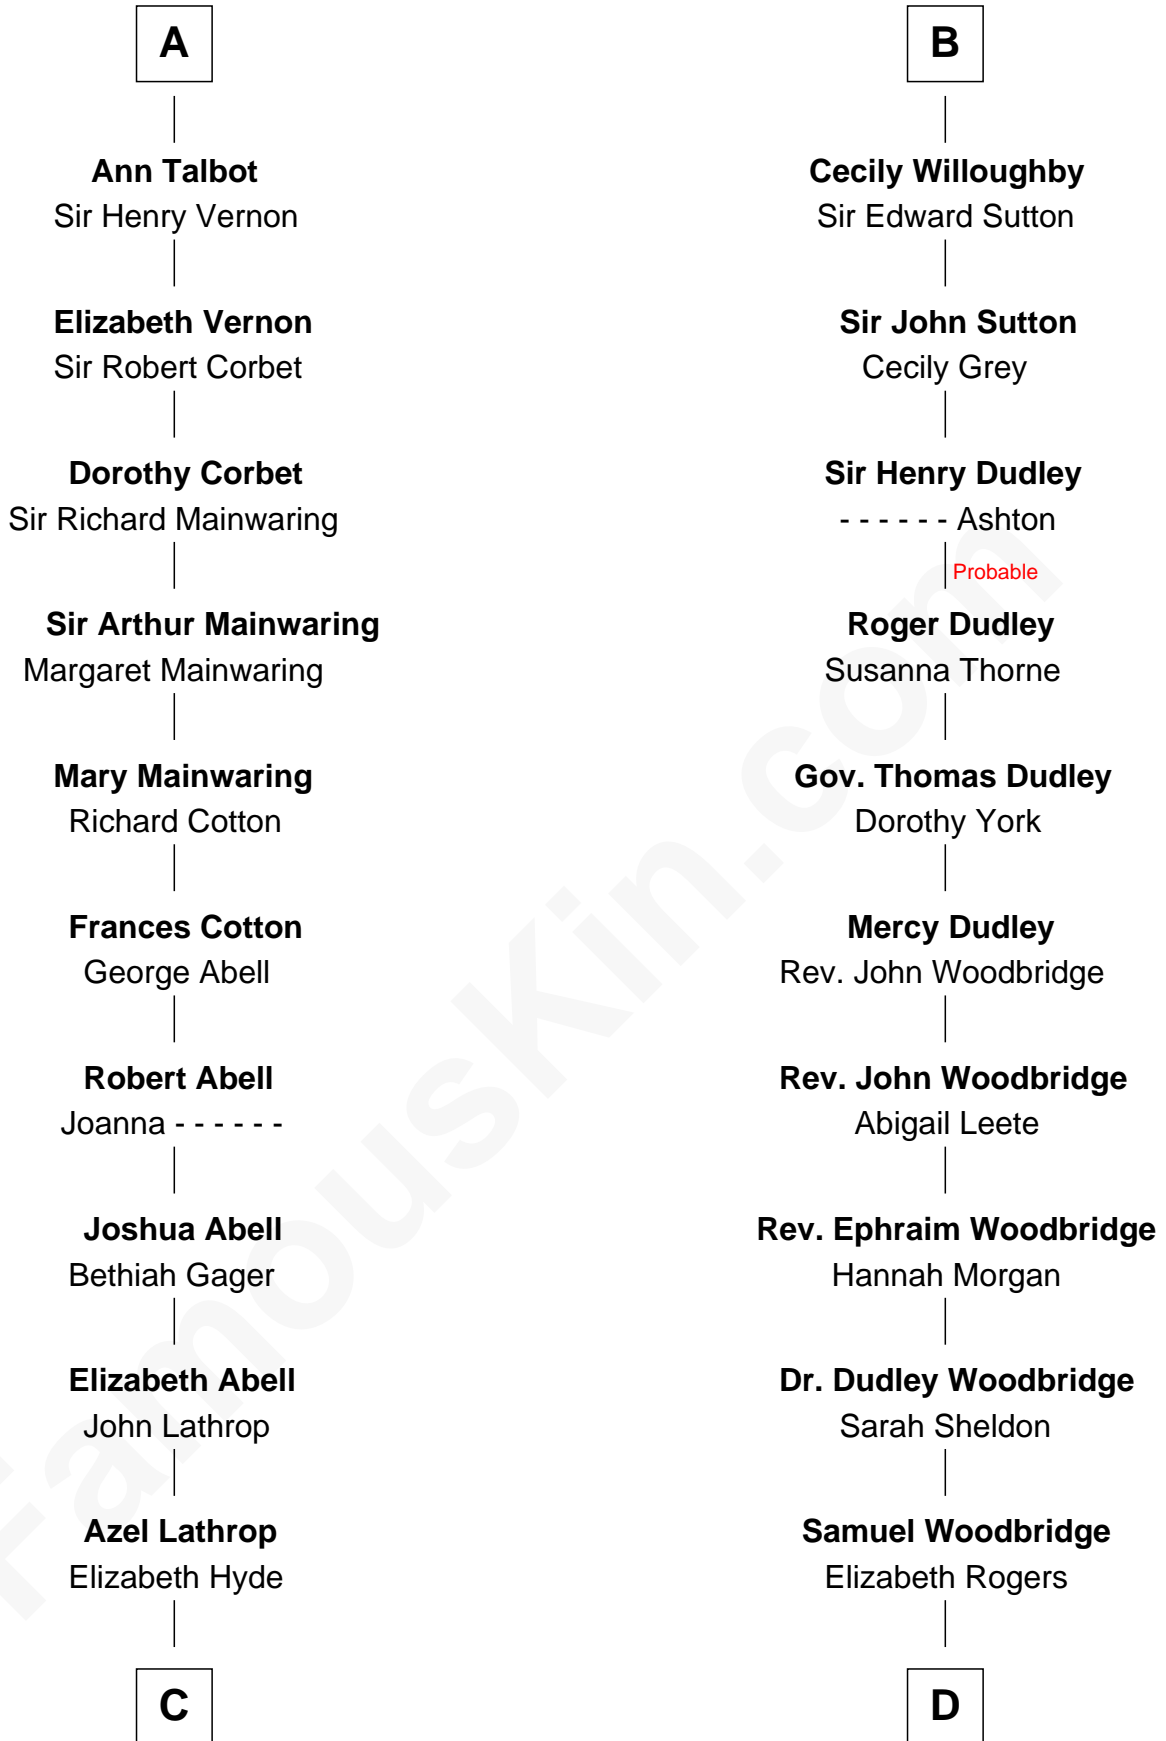 A
Ann Talbot
Sir Henry Vernon
Elizabeth Vernon
Sir Robert Corbet
Dorothy Corbet
Sir Richard Mainwaring
Sir Arthur Mainwaring
Margaret Mainwaring
Mary Mainwaring
Richard Cotton
Frances Cotton
George Abell
Robert Abell
Joanna - - - - - -
Joshua Abell
Bethiah Gager
Elizabeth Abell
John Lathrop
Azel Lathrop
Elizabeth Hyde
C
B
Cecily Willoughby
Sir Edward Sutton
Sir John Sutton
Cecily Grey
Sir Henry Dudley
- - - - - - Ashton
Probable
Roger Dudley
Susanna Thorne
Gov. Thomas Dudley
Dorothy York
Mercy Dudley
Rev. John Woodbridge
Rev. John Woodbridge
Abigail Leete
Rev. Ephraim Woodbridge
Hannah Morgan
Dr. Dudley Woodbridge
Sarah Sheldon
Samuel Woodbridge
Elizabeth Rogers
D
FamousKin.com